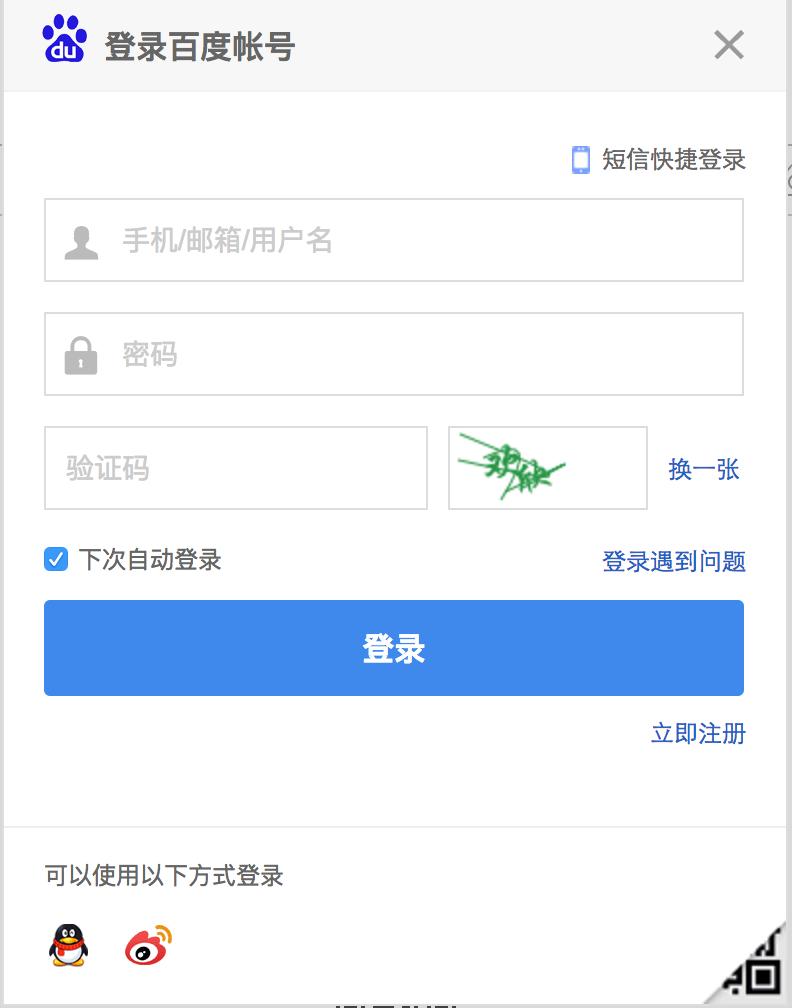 du 登录百度帐号
短信快捷登录
手机/邮箱/用户名
密码
验证码
换一张
下次自动登录
登录遇到问题
登录
立即注册
可以使用以下方式登录